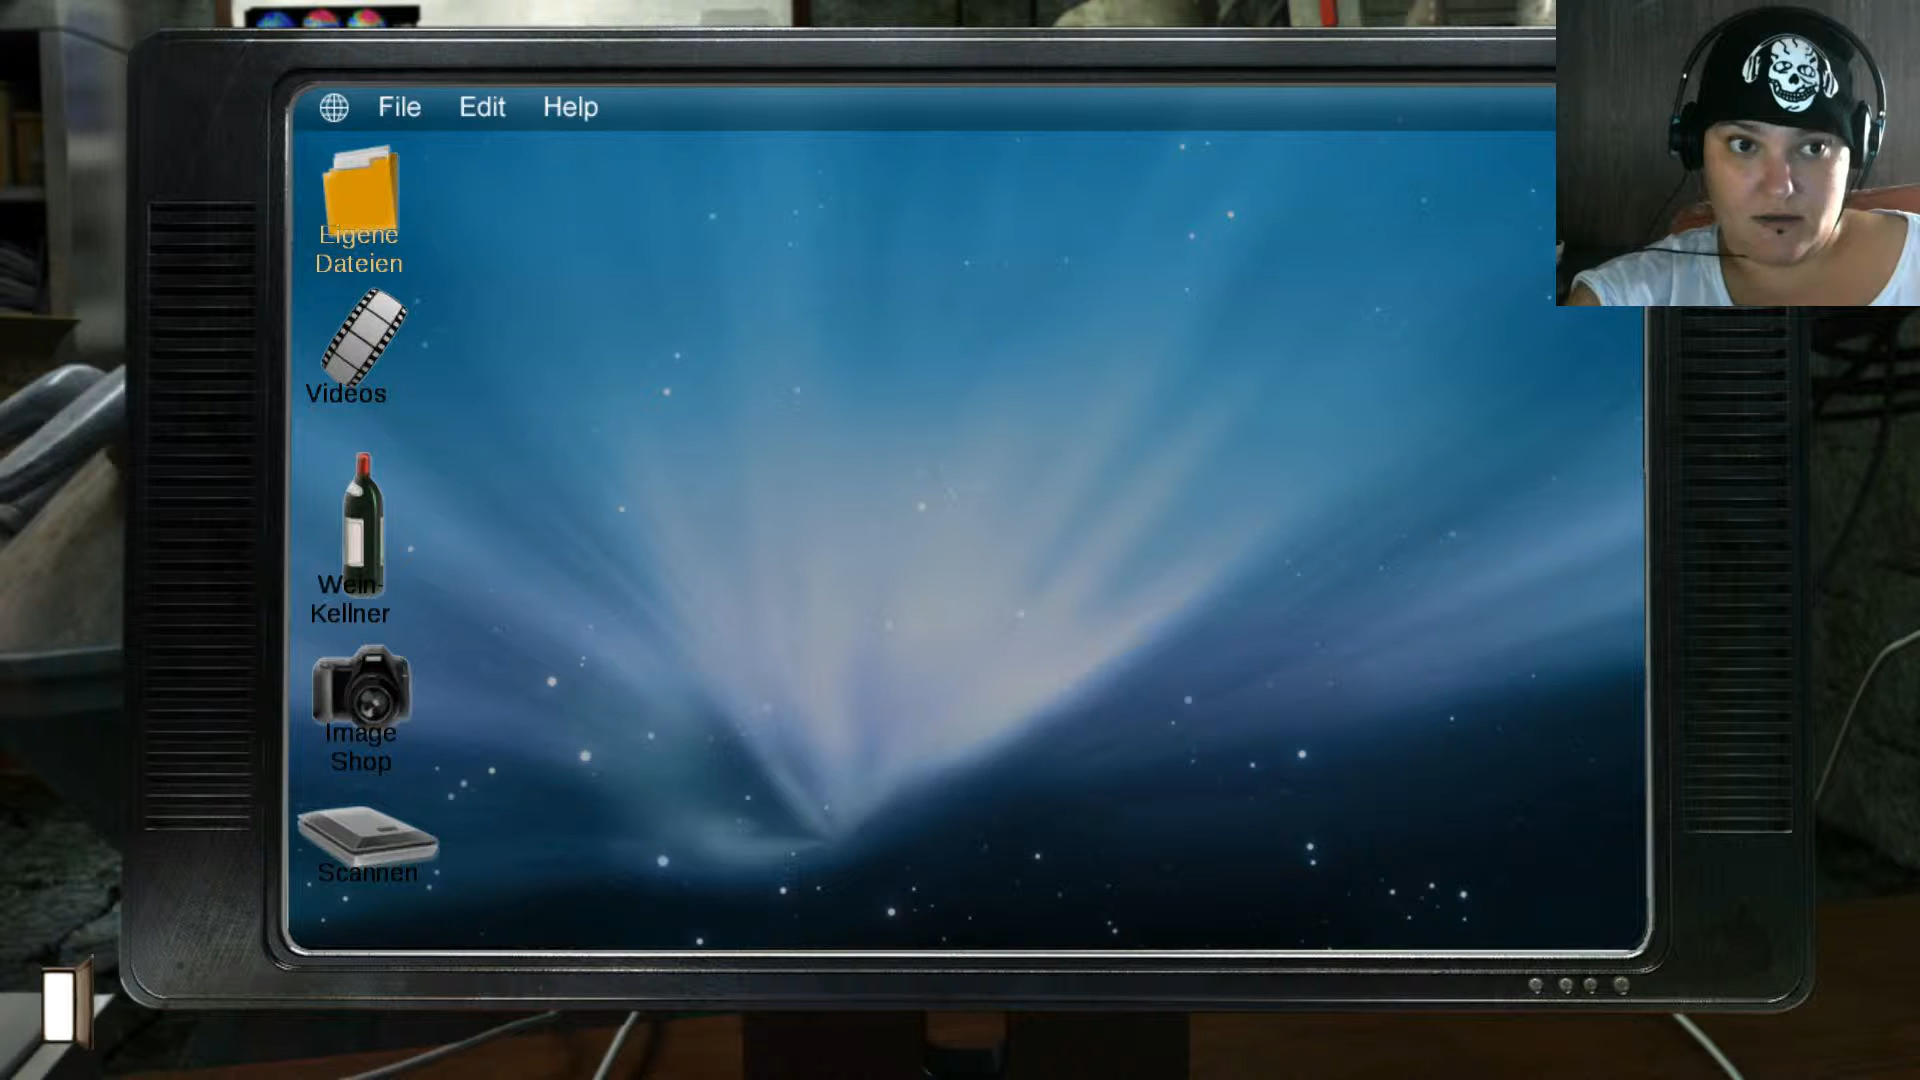 File Edit Help
Eigene
Dateien
Videos
Wein-
Kellner
Image
Shop
Scannen